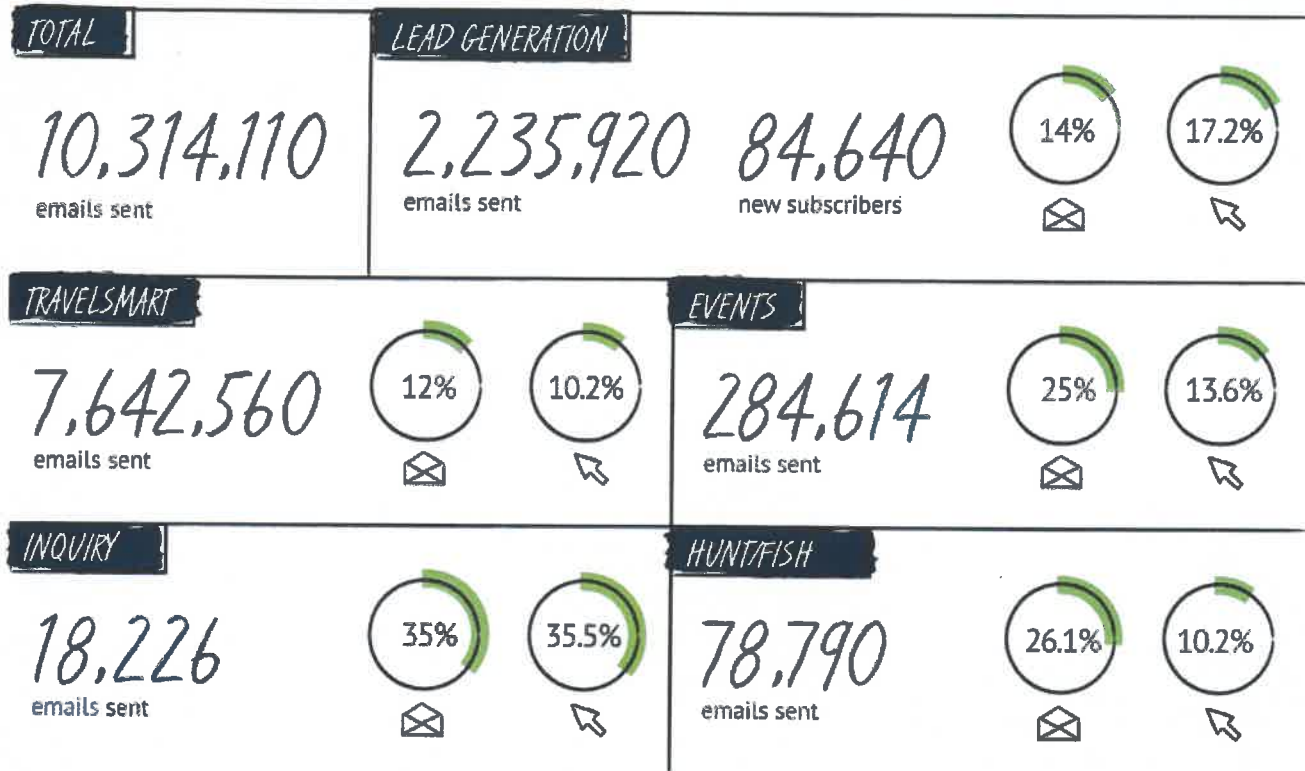 TOTAL
10,314,110
emails sent
LEAD GENERATION
2,235,920
emails sent
84,640
new subscribers
14%
17.2%
TRAVELSMART
7,642,560
emails sent
12%
10.2%
EVENTS
284,614
emails sent
25%
13.6%
INQUIRY
18,226
emails sent
35%
35.5%
HUNT/FISH
78,790
emails sent
26.1%
10.2%